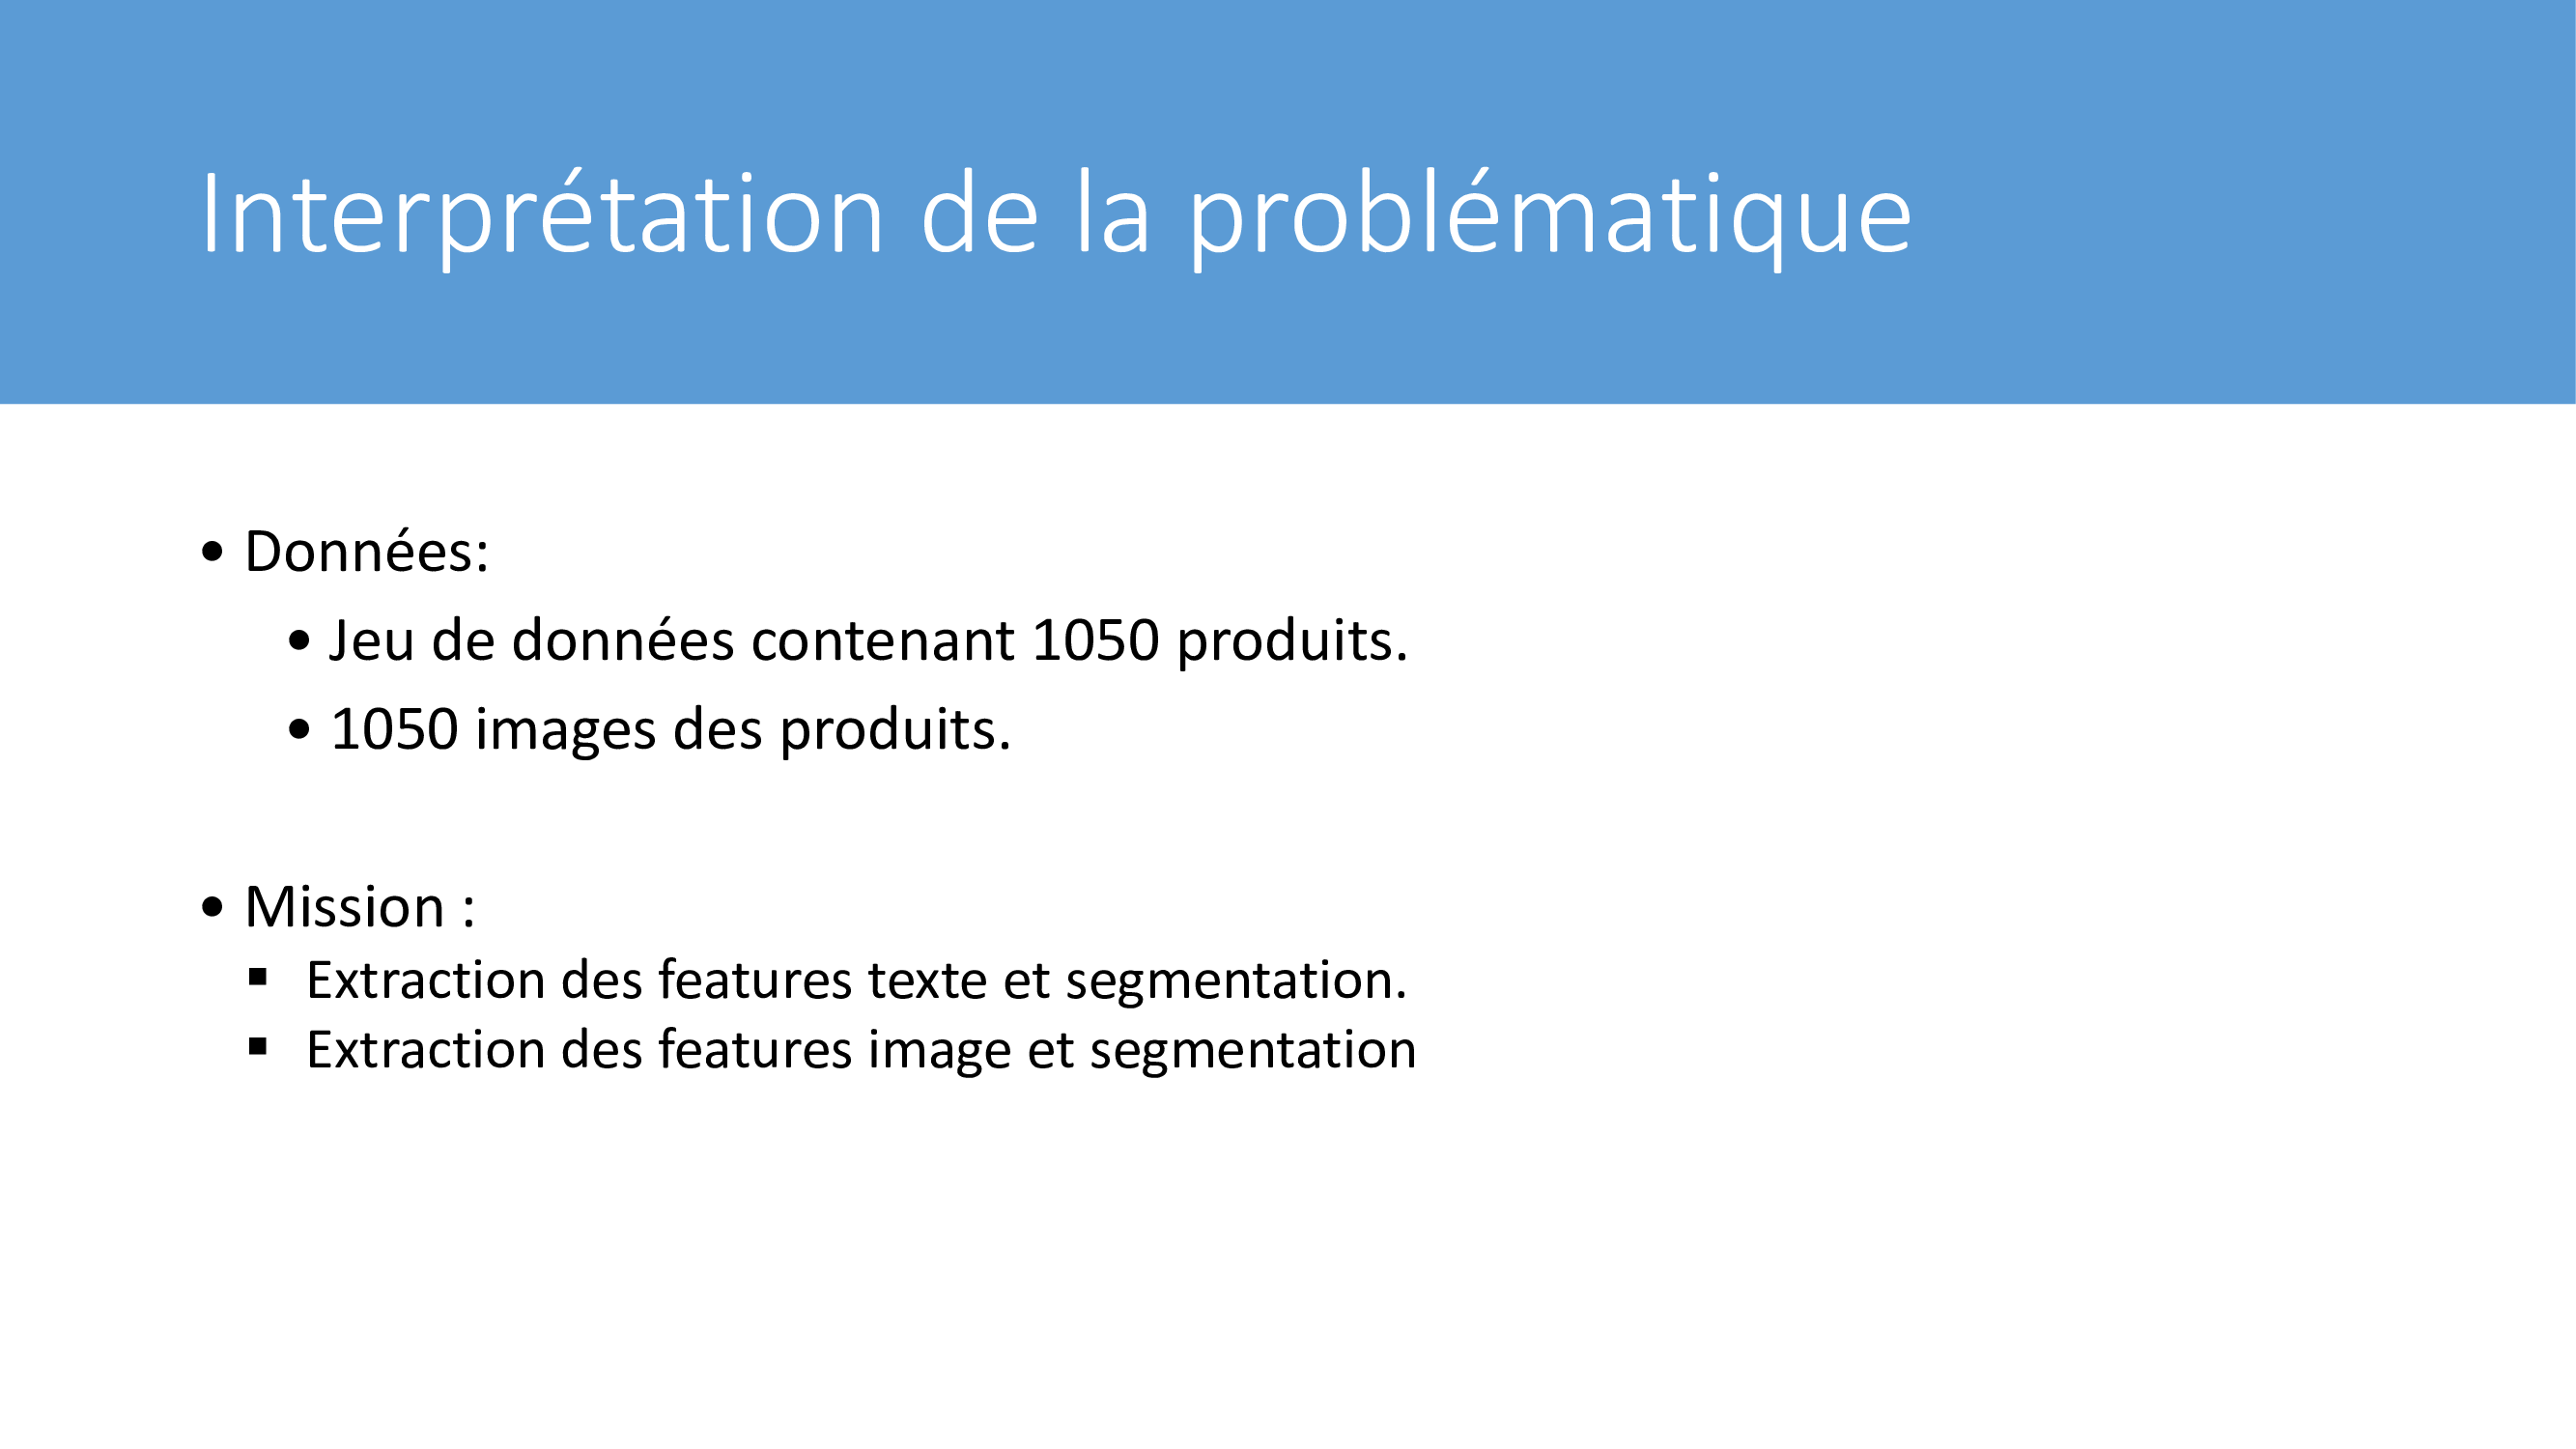 Interprétation de la problématique
• Données:
• Jeu de données contenant 1050 produits.
• 1050 images des produits.
• Mission :
▪ Extraction des features texte et segmentation.
▪ Extraction des features image et segmentation